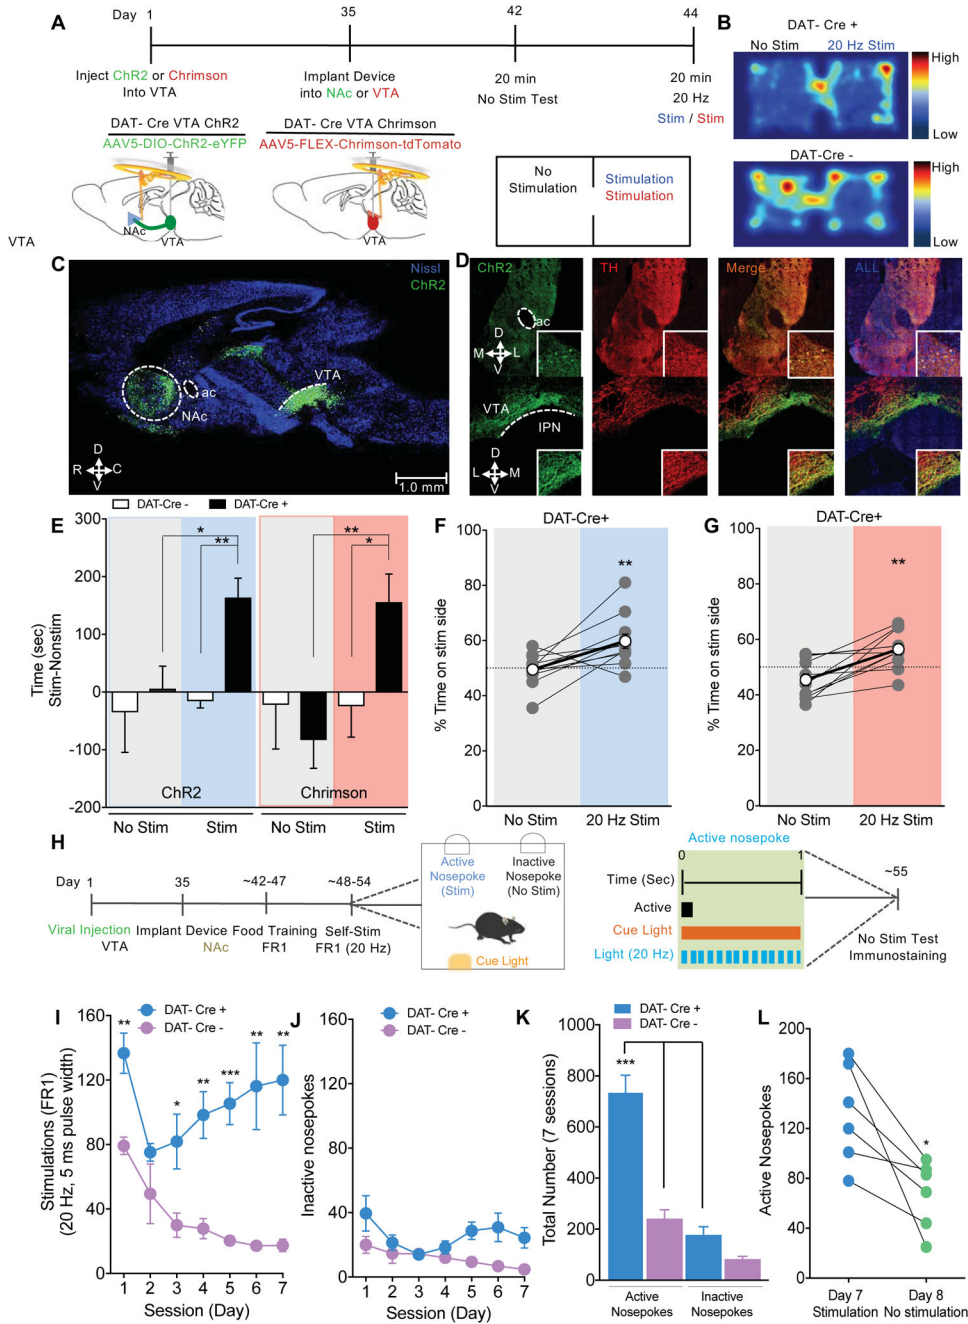 A
Day 1 35 42 44
Inject ChR2 or Chrimson
Into VTA
Implant Device
into NAc or VTA
20 min
No Stim Test
20 min
20 Hz
Stim / Stim
DAT- Cre VTA ChR2
AAV5-DIO-ChR2-eYFP
DAT- Cre VTA Chrimson
AAV5-FLEX-Chrimson-tdTomato
NAc
VTA
VTA
VTA
No
Stimulation
Stimulation
Stimulation
B
DAT- Cre +
No Stim 20 Hz Stim
High
Low
DAT-Cre -
High
Low
C
Nissl
ChR2
VTA
ac
NAc
D
R C
V
1.0 mm
D
ChR2 TH Merge ALL
ac
D
M L
V
VTA
IPN
D
L M
V
DAT-Cre - DAT-Cre +
E
Time (sec)
Stim-Nonstim
300
200
100
0
-100
-200
* ** ** *
ChR2 Chrimson
No Stim Stim No Stim Stim
F
DAT-Cre+
% Time on stim side
100
80
60
40
20
0
**
No Stim 20 Hz Stim
G
DAT-Cre+
% Time on stim side
100
80
60
40
20
0
**
No Stim 20 Hz Stim
H
Day 1 35 ~42-47 ~48-54
Viral Injection
VTA
Implant Device
NAc
Food Training
FR1
Self-Stim
FR1 (20 Hz)
Active
Nosepoke
(Stim)
Inactive
Nosepoke
(No Stim)
Cue Light
Active nosepoke
0 1
Time (Sec)
Active
Cue Light
Light (20 Hz)
~55
No Stim Test
Immunostaining
I
DAT- Cre +
DAT- Cre -
Stimulations (FR1)
(20 Hz, 5 ms pulse width)
160
120
80
40
0
** * ** *** ** **
1 2 3 4 5 6 7
Session (Day)
J
DAT- Cre +
DAT- Cre -
Inactive nosepokes
160
120
80
40
0
1 2 3 4 5 6 7
Session (Day)
K
DAT- Cre +
DAT- Cre -
Total Number (7 sessions)
1000
800
600
400
200
0
***
Active
Nosepokes
Inactive
Nosepokes
L
Active Nosepokes
200
160
120
80
40
0
*
Day 7
Stimulation
Day 8
No stimulation